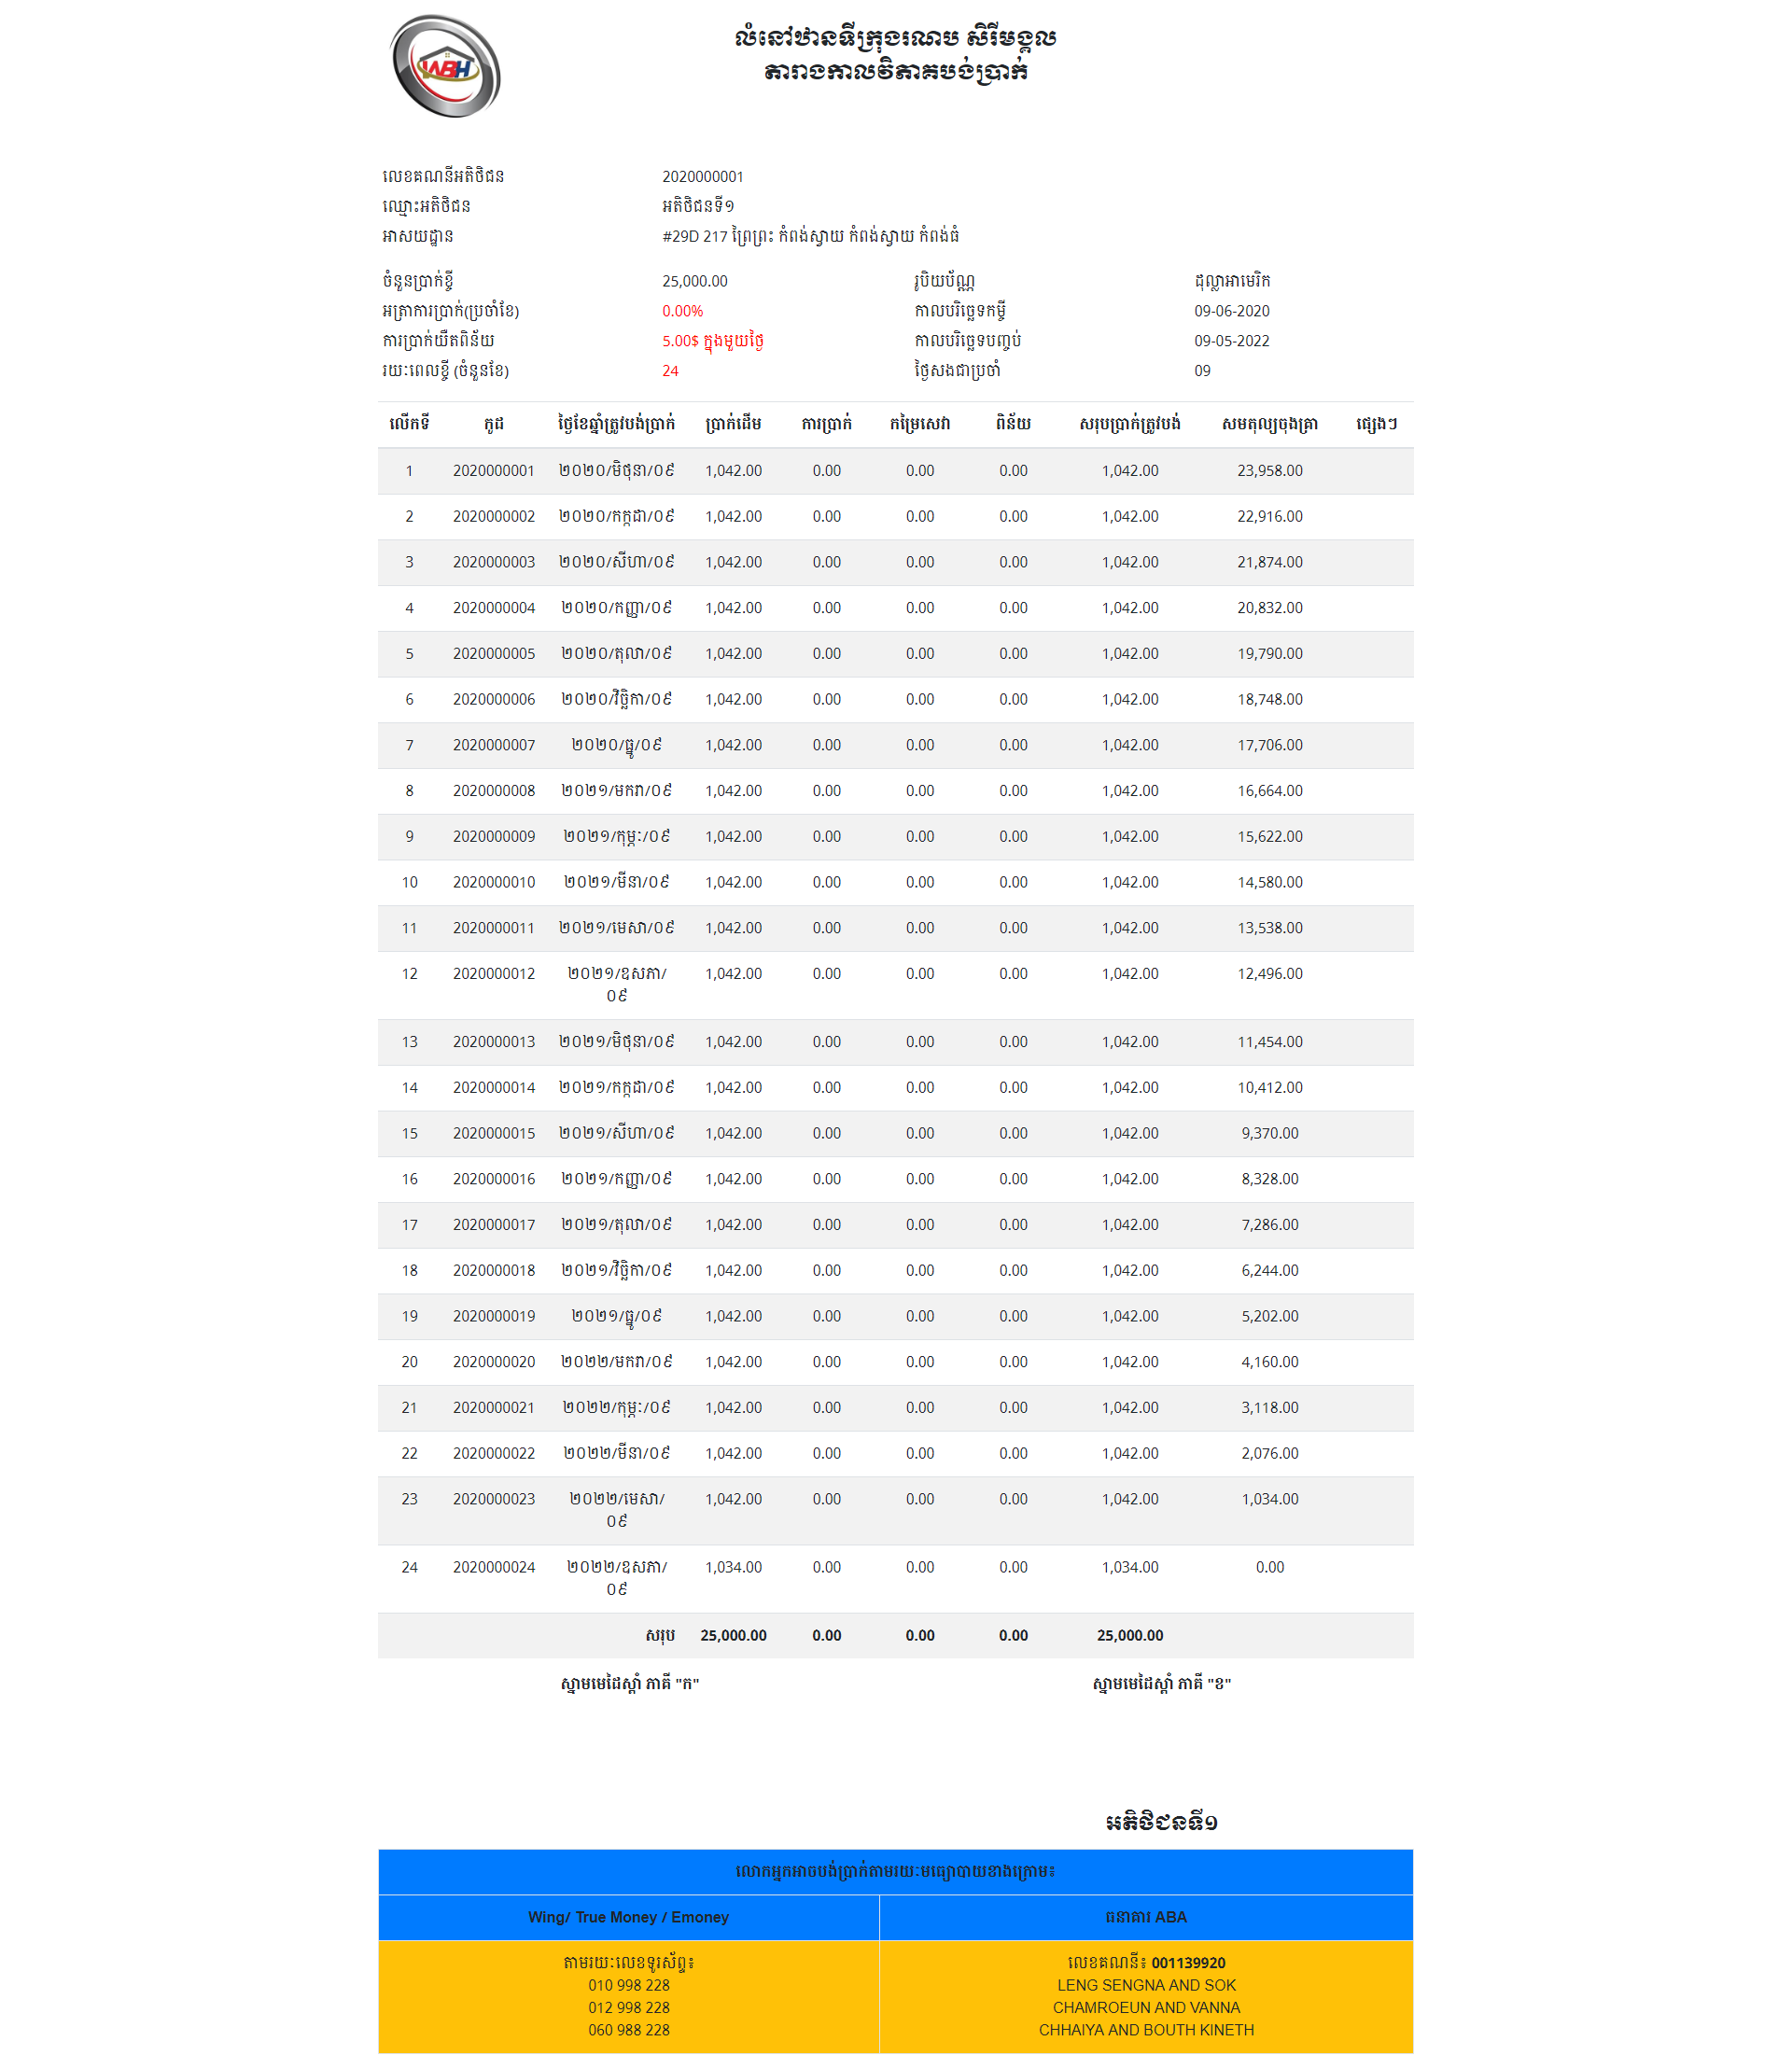 WBH
លំនៅឋានទីក្រុងរណប សិរីមង្គល
តារាងកាលវិភាគបង់ប្រាក់
លេខគណនីអតិថិជន 2020000001
ឈ្មោះអតិថិជន អតិថិជនទី១
អាសយដ្ឋាន #29D 217 ព្រៃព្រះ កំពង់ស្វាយ កំពង់ស្វាយ កំពង់ធំ
ចំនួនប្រាក់ខ្ចី 25,000.00 រូបិយប័ណ្ណ ដុល្លាអាមេរិក
អត្រាការប្រាក់(ប្រចាំខែ) 0.00% កាលបរិច្ឆេទកម្ចី 09-06-2020
ការប្រាក់យឺតពិន័យ 5.00$ ក្នុងមួយថ្ងៃ កាលបរិច្ឆេទបញ្ចប់ 09-05-2022
រយៈពេលខ្ចី (ចំនួនខែ) 24 ថ្ងៃសងជាប្រចាំ 09
លើកទី កូដ ថ្ងៃខែឆ្នាំត្រូវបង់ប្រាក់ ប្រាក់ដើម ការប្រាក់ កម្រៃសេវា ពិន័យ សរុបប្រាក់ត្រូវបង់ សមតុល្យចុងគ្រា ផ្សេងៗ
1 2020000001 ២០២០/មិថុនា/០៩ 1,042.00 0.00 0.00 0.00 1,042.00 23,958.00
2 2020000002 ២០២០/កក្កដា/០៩ 1,042.00 0.00 0.00 0.00 1,042.00 22,916.00
3 2020000003 ២០២០/សីហា/០៩ 1,042.00 0.00 0.00 0.00 1,042.00 21,874.00
4 2020000004 ២០២០/កញ្ញា/០៩ 1,042.00 0.00 0.00 0.00 1,042.00 20,832.00
5 2020000005 ២០២០/តុលា/០៩ 1,042.00 0.00 0.00 0.00 1,042.00 19,790.00
6 2020000006 ២០២០/វិច្ឆិកា/០៩ 1,042.00 0.00 0.00 0.00 1,042.00 18,748.00
7 2020000007 ២០២០/ធ្នូ/០៩ 1,042.00 0.00 0.00 0.00 1,042.00 17,706.00
8 2020000008 ២០២១/មករា/០៩ 1,042.00 0.00 0.00 0.00 1,042.00 16,664.00
9 2020000009 ២០២១/កុម្ភៈ/០៩ 1,042.00 0.00 0.00 0.00 1,042.00 15,622.00
10 2020000010 ២០២១/មីនា/០៩ 1,042.00 0.00 0.00 0.00 1,042.00 14,580.00
11 2020000011 ២០២១/មេសា/០៩ 1,042.00 0.00 0.00 0.00 1,042.00 13,538.00
12 2020000012 ២០២១/ឧសភា/ 1,042.00 0.00 0.00 0.00 1,042.00 12,496.00
០៩
13 2020000013 ២០២១/មិថុនា/០៩ 1,042.00 0.00 0.00 0.00 1,042.00 11,454.00
14 2020000014 ២០២១/កក្កដា/០៩ 1,042.00 0.00 0.00 0.00 1,042.00 10,412.00
15 2020000015 ២០២១/សីហា/០៩ 1,042.00 0.00 0.00 0.00 1,042.00 9,370.00
16 2020000016 ២០២១/កញ្ញា/០៩ 1,042.00 0.00 0.00 0.00 1,042.00 8,328.00
17 2020000017 ២០២១/តុលា/០៩ 1,042.00 0.00 0.00 0.00 1,042.00 7,286.00
18 2020000018 ២០២១/វិច្ឆិកា/០៩ 1,042.00 0.00 0.00 0.00 1,042.00 6,244.00
19 2020000019 ២០២១/ធ្នូ/០៩ 1,042.00 0.00 0.00 0.00 1,042.00 5,202.00
20 2020000020 ២០២២/មករា/០៩ 1,042.00 0.00 0.00 0.00 1,042.00 4,160.00
21 2020000021 ២០២២/កុម្ភៈ/០៩ 1,042.00 0.00 0.00 0.00 1,042.00 3,118.00
22 2020000022 ២០២២/មីនា/០៩ 1,042.00 0.00 0.00 0.00 1,042.00 2,076.00
23 2020000023 ២០២២/មេសា/ 1,042.00 0.00 0.00 0.00 1,042.00 1,034.00
០៩
24 2020000024 ២០២២/ឧសភា/ 1,034.00 0.00 0.00 0.00 1,034.00 0.00
០៩
សរុប 25,000.00 0.00 0.00 0.00 25,000.00
ស្នាមមេដៃស្តាំ ភាគី "ក" ស្នាមមេដៃស្តាំ ភាគី "ខ"
អតិថិជនទី១
លោកអ្នកអាចបង់ប្រាក់តាមរយៈមធ្យោបាយខាងក្រោម៖
Wing/ True Money / Emoney ធនាគារ ABA
តាមរយៈលេខទូរស័ព្ទ៖ លេខគណនី៖ 001139920
010 998 228 LENG SENGNA AND SOK
012 998 228 CHAMROEUN AND VANNA
060 988 228 CHHAIYA AND BOUTH KINETH